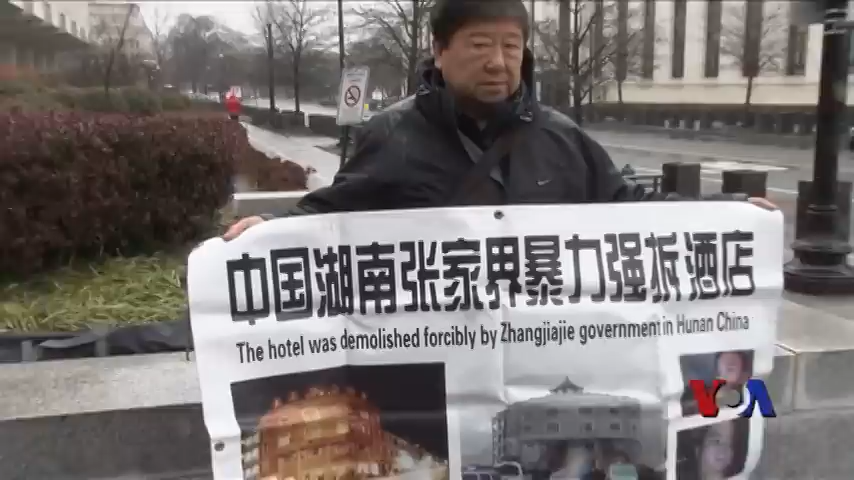 中国湖南张家界暴力强拆酒店
The hotel was demolished forcibly by Zhangjiajie government in Hunan China
VOA